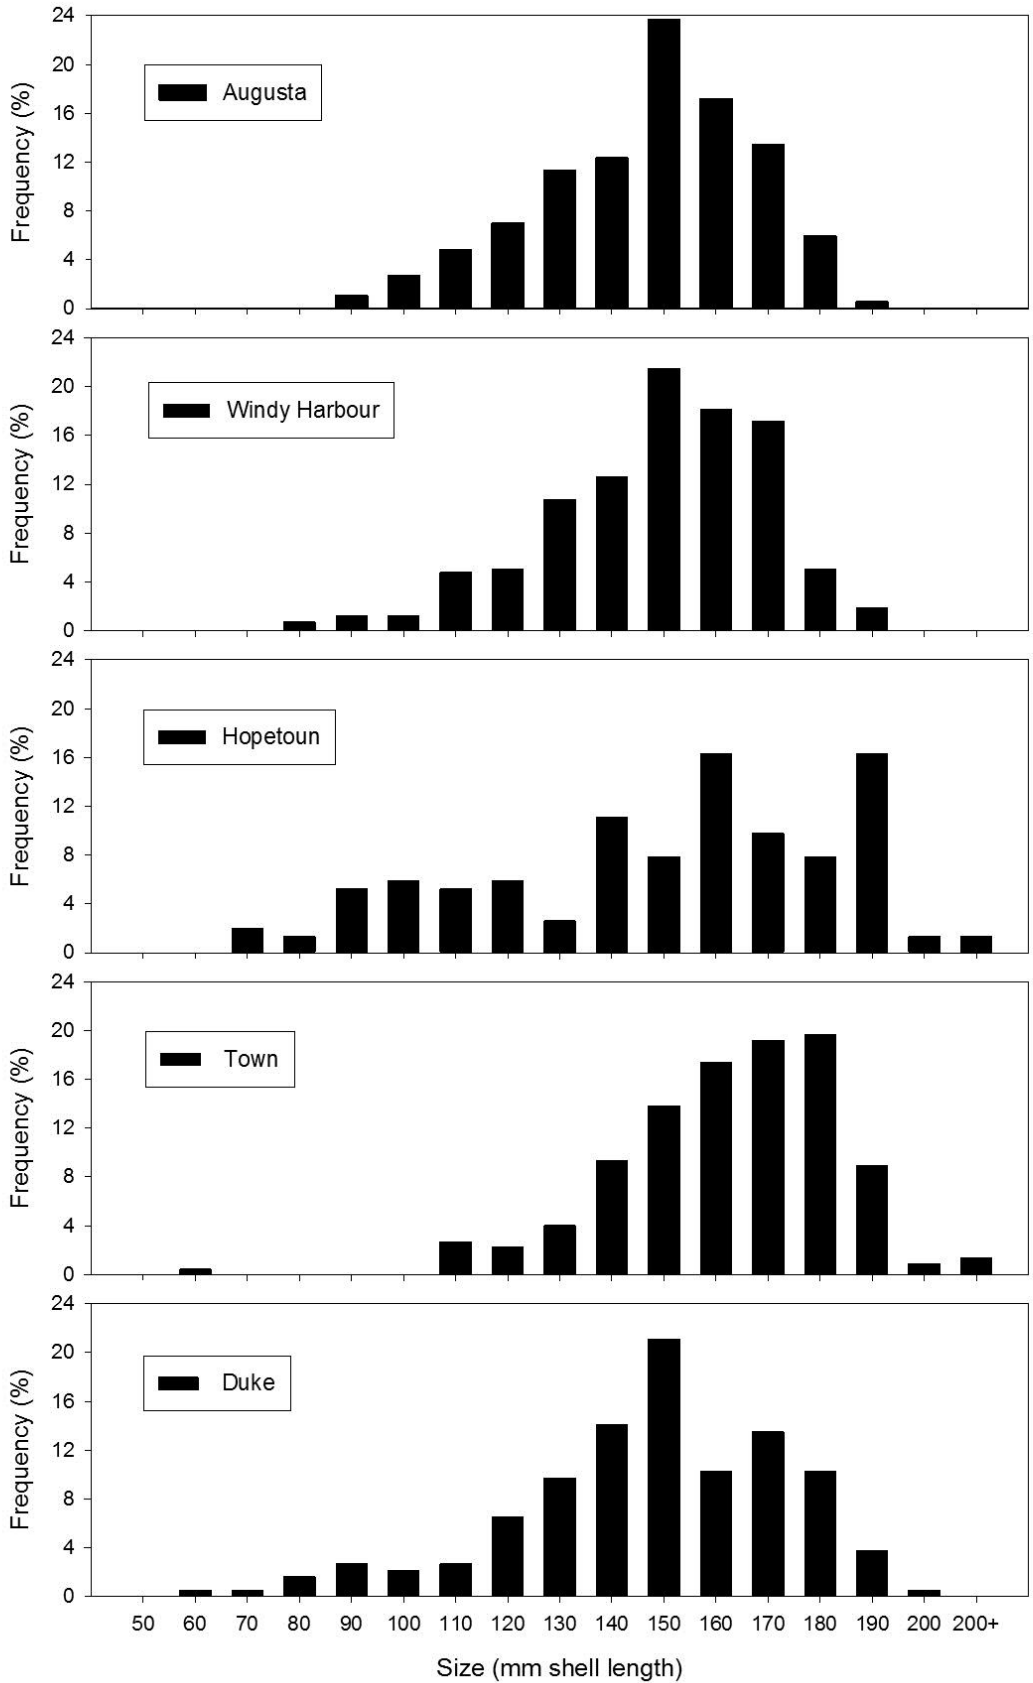 24
20
16
12
8
4
0
Frequency (%)
Augusta
24
20
16
12
8
4
0
Frequency (%)
Windy Harbour
24
20
16
12
8
4
0
Frequency (%)
Hopetoun
24
20
16
12
8
4
0
Frequency (%)
Town
24
20
16
12
8
4
0
Frequency (%)
Duke
50 60 70 80 90 100 110 120 130 140 150 160 170 180 190 200 200+
Size (mm shell length)